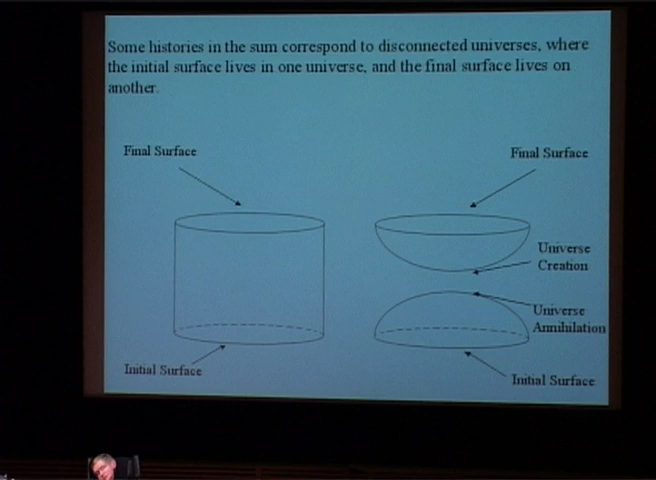 Some histories in the sum correspond to disconnected universes, where
the initial surface lives in one universe, and the final surface lives on
another.
Final Surface
Final Surface
Universe
Creation
Universe
Annihilation
Initial Surface
Initial Surface